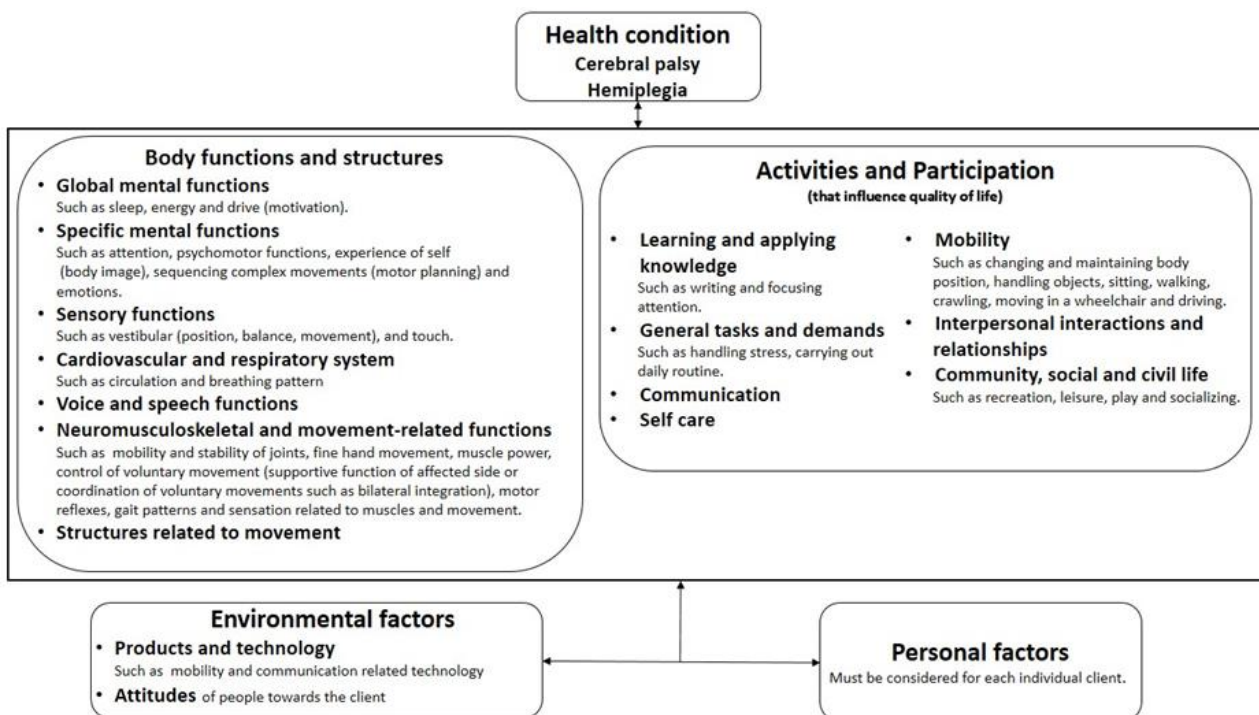 Health condition
Cerebral palsy
Hemiplegia
Body functions and structures
• Global mental functions
Such as sleep, energy and drive (motivation).
• Specific mental functions
Such as attention, psychomotor functions, experience of self
(body image), sequencing complex movements (motor planning) and
emotions.
• Sensory functions
Such as vestibular (position, balance, movement), and touch.
• Cardiovascular and respiratory system
Such as circulation and breathing pattern
• Voice and speech functions
• Neuromusculoskeletal and movement-related functions
Such as mobility and stability of joints, fine hand movement, muscle power,
control of voluntary movement (supportive function of affected side or
coordination of voluntary movements such as bilateral integration), motor
reflexes, gait patterns and sensation related to muscles and movement.
• Structures related to movement
Activities and Participation
(that influence quality of life)
• Learning and applying
knowledge
Such as writing and focusing
attention.
• General tasks and demands
Such as handling stress, carrying out
daily routine.
• Communication
• Self care
• Mobility
Such as changing and maintaining body
position, handling objects, sitting, walking,
crawling, moving in a wheelchair and driving.
• Interpersonal interactions and
relationships
• Community, social and civil life
Such as recreation, leisure, play and socializing.
Environmental factors
• Products and technology
Such as mobility and communication related technology
• Attitudes of people towards the client
Personal factors
Must be considered for each individual client.